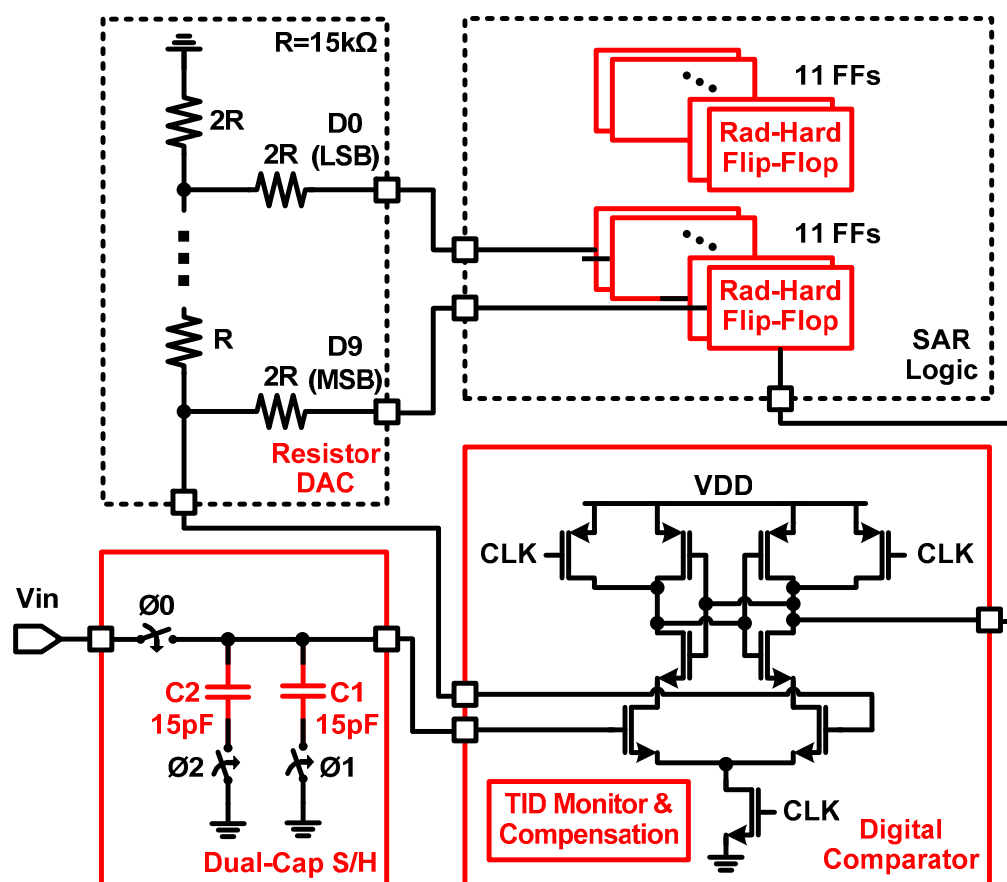 R=15kΩ
2R
D0
2R (LSB)
R
D9
2R (MSB)
Resistor
DAC
11 FFs
Rad-Hard
Flip-Flop
11 FFs
Rad-Hard
Flip-Flop
SAR
Logic
Vin
Ø0
C2
15pF
C1
15pF
Ø2
Ø1
Dual-Cap S/H
VDD
CLK
CLK
CLK
TID Monitor &
Compensation
Digital
Comparator